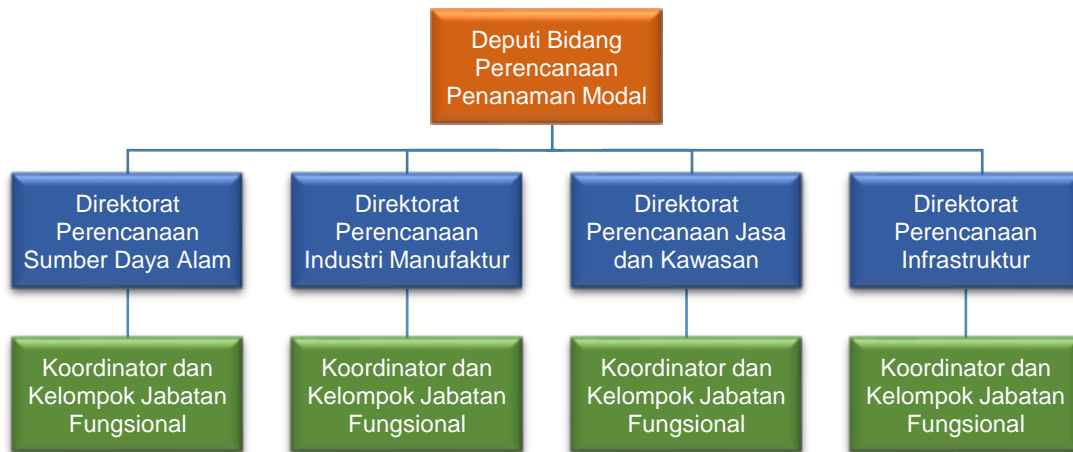 Deputi Bidang
Perencanaan
Penanaman Modal
Direktorat
Perencanaan
Sumber Daya Alam
Direktorat
Perencanaan
Industri Manufaktur
Direktorat
Perencanaan Jasa
dan Kawasan
Direktorat
Perencanaan
Infrastruktur
Koordinator dan
Kelompok Jabatan
Fungsional
Koordinator dan
Kelompok Jabatan
Fungsional
Koordinator dan
Kelompok Jabatan
Fungsional
Koordinator dan
Kelompok Jabatan
Fungsional